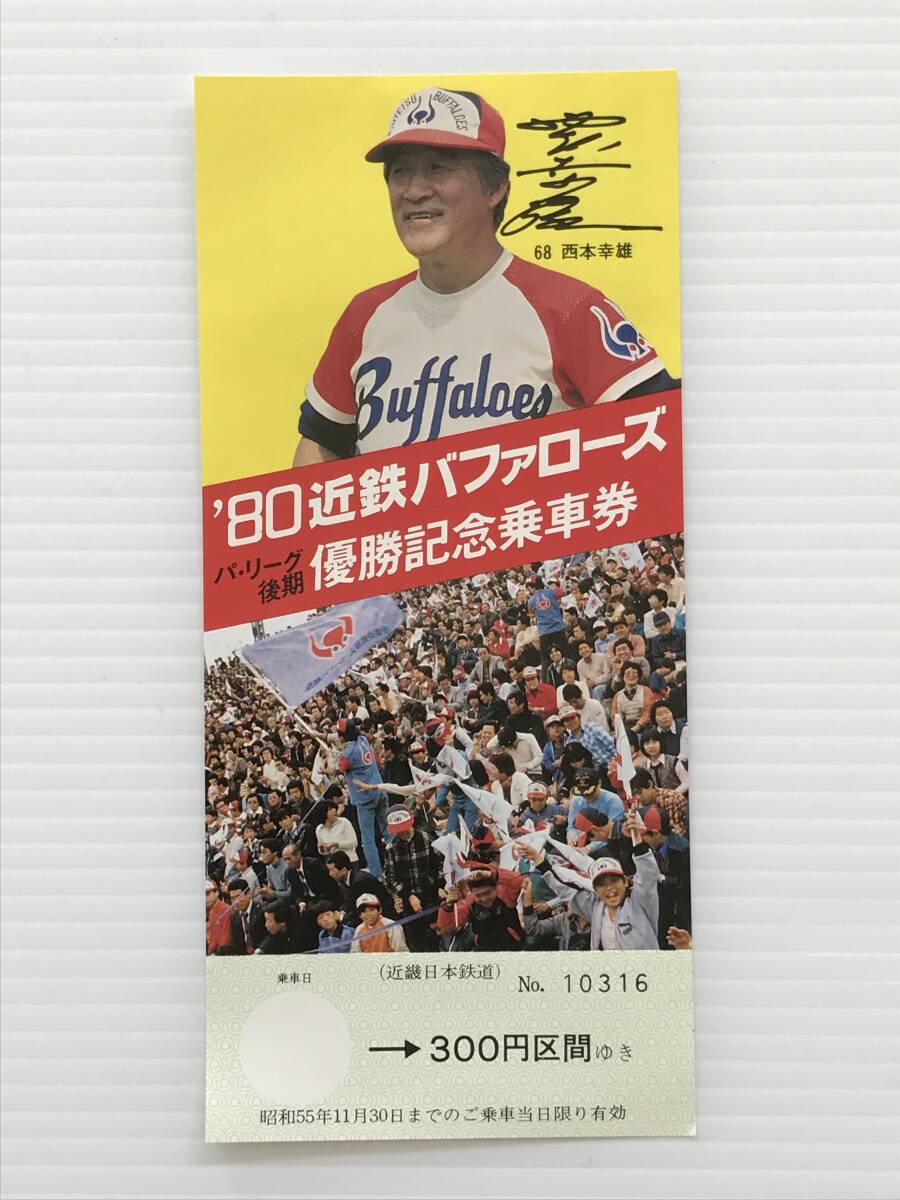 BUFFALOES
68 西本幸雄
Buffaloes
'80近鉄バファローズ
パ・リーグ
後期
優勝記念乗車券
乗車日
(近畿日本鉄道)
No. 10316
→300円区間ゆき
昭和55年11月30日までのご乗車当日限り有効